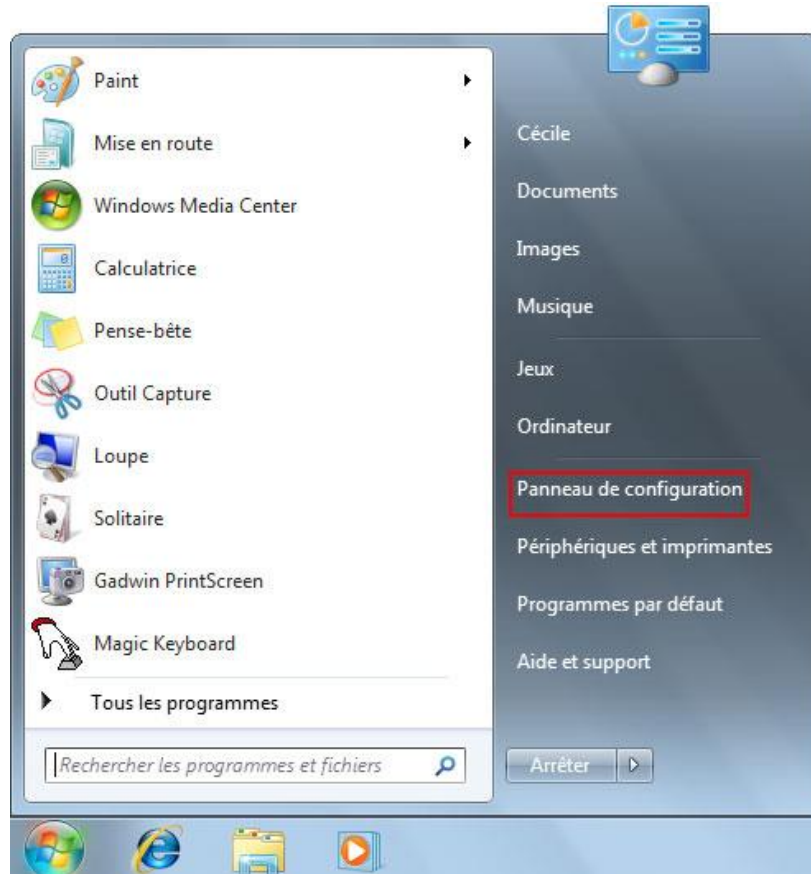 Paint
Mise en route
Windows Media Center
Calculatrice
Pense-bête
Outil Capture
Loupe
Solitaire
Gadwin PrintScreen
Magic Keyboard
Tous les programmes
Rechercher les programmes et fichiers
Cécile
Documents
Images
Musique
Jeux
Ordinateur
Panneau de configuration
Périphériques et imprimantes
Programmes par défaut
Aide et support
Arrêter